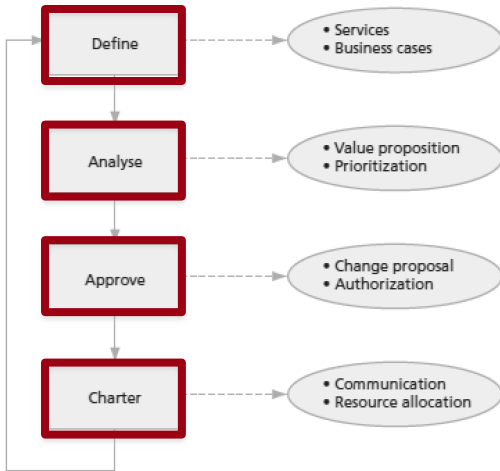 Define
• Services
• Business cases
Analyse
• Value proposition
• Prioritization
Approve
• Change proposal
• Authorization
Charter
• Communication
• Resource allocation